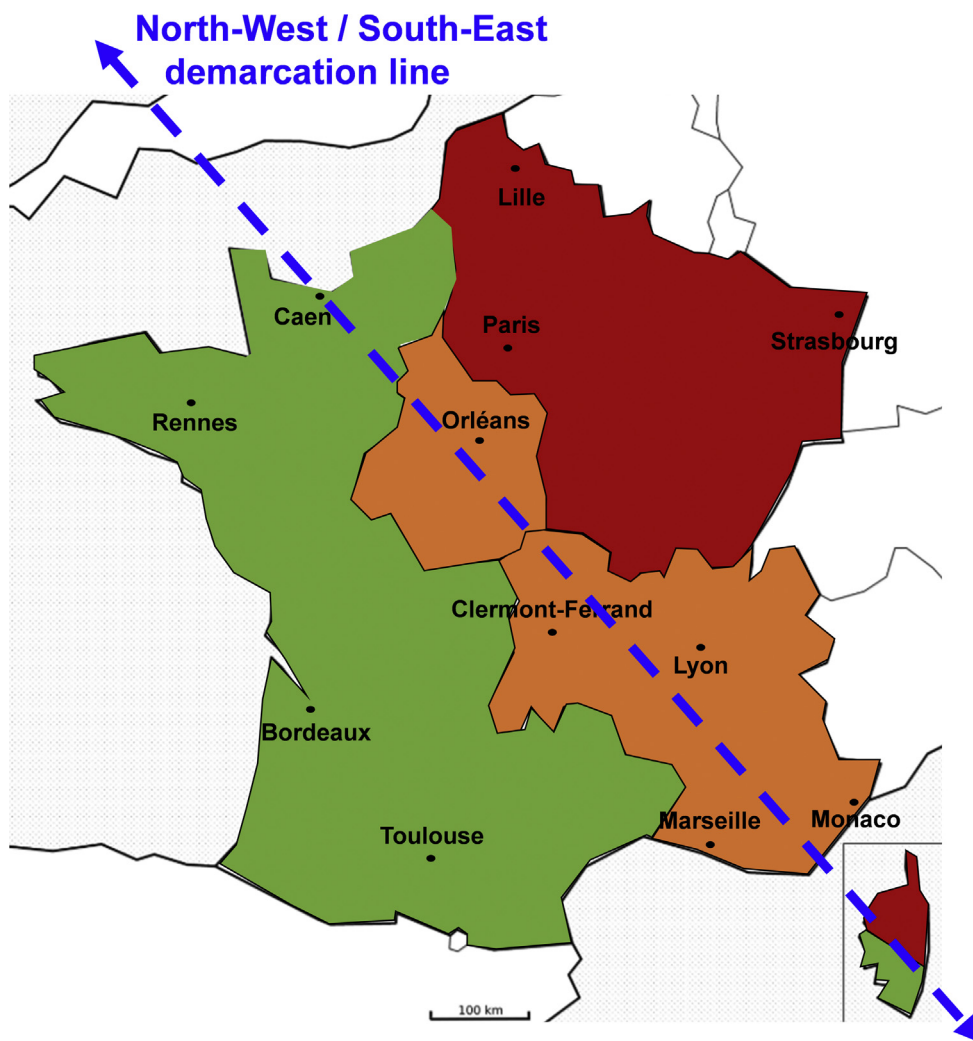 North-West / South-East
demarcation line
Lille
Caen
Paris
Strasbourg
Rennes
Orléans
Clermont-Ferrand
Lyon
Bordeaux
Marseille
Monaco
Toulouse
100 km